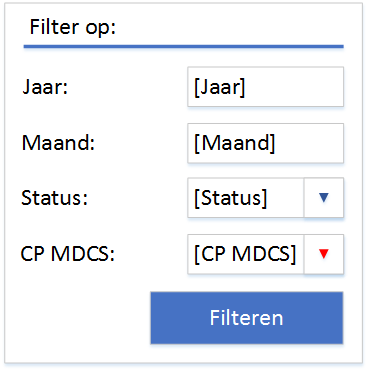 Filter op:
Jaar: [Jaar]
Maand: [Maand]
Status: [Status]
CP MDCS: [CP MDCS]
Filteren